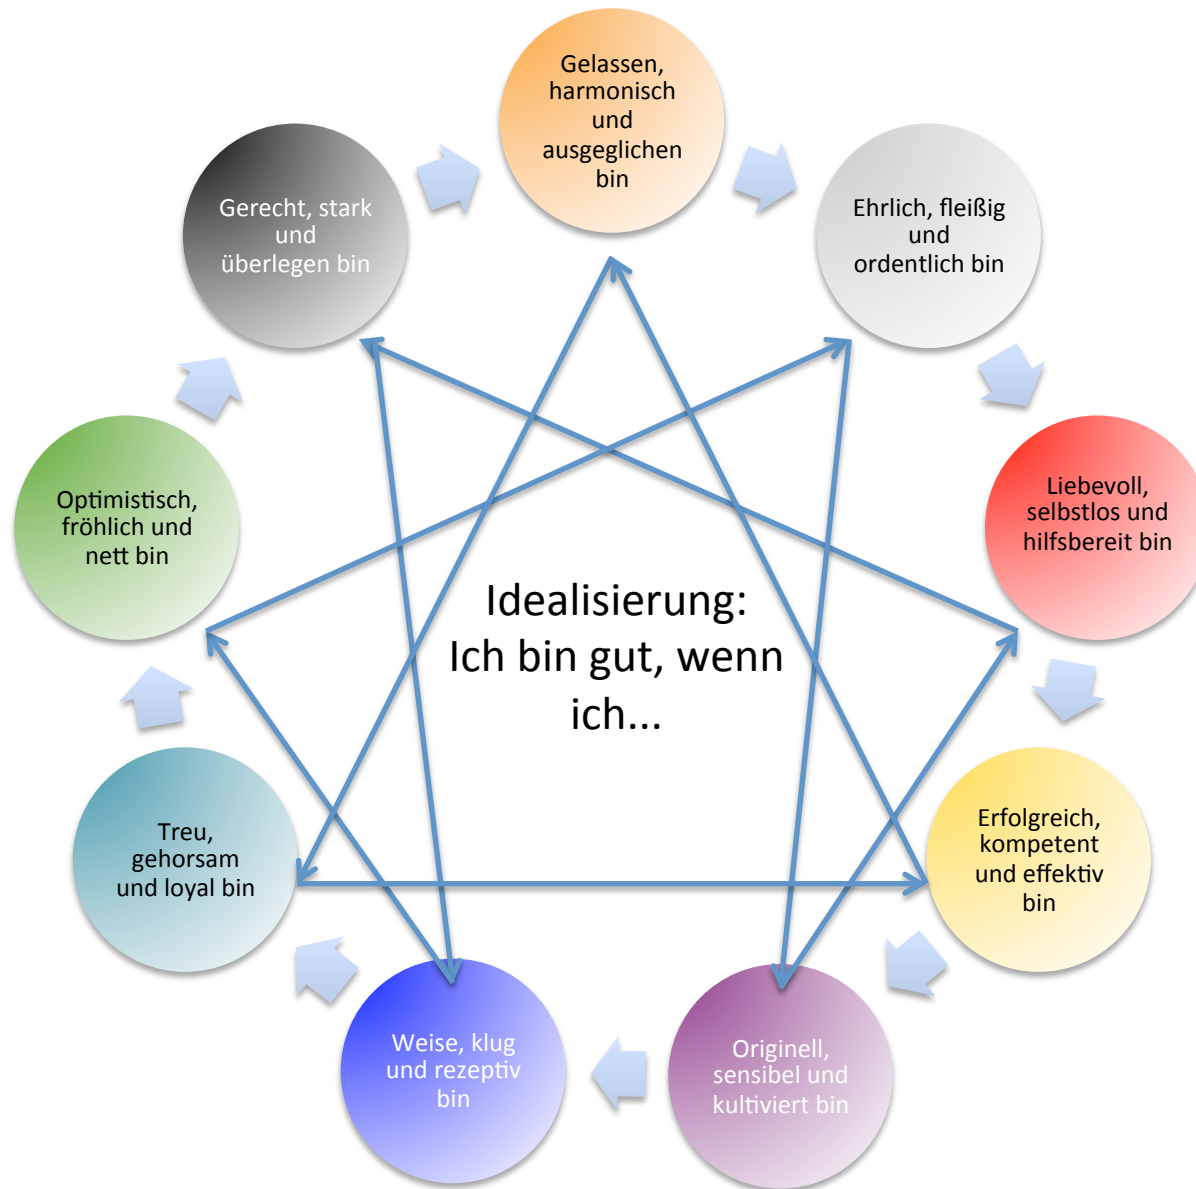 Gelassen,
harmonisch
und
ausgeglichen
bin
Ehrlich, fleißig
und
ordentlich bin
Liebevoll,
selbstlos und
hilfsbereit bin
Erfolgreich,
kompetent
und effektiv
bin
Originell,
sensibel und
kultiviert bin
Weise, klug
und rezeptiv
bin
Treu,
gehorsam
und loyal bin
Optimistisch,
fröhlich und
nett bin
Gerecht, stark
und
überlegen bin
Idealisierung:
Ich bin gut, wenn
ich...